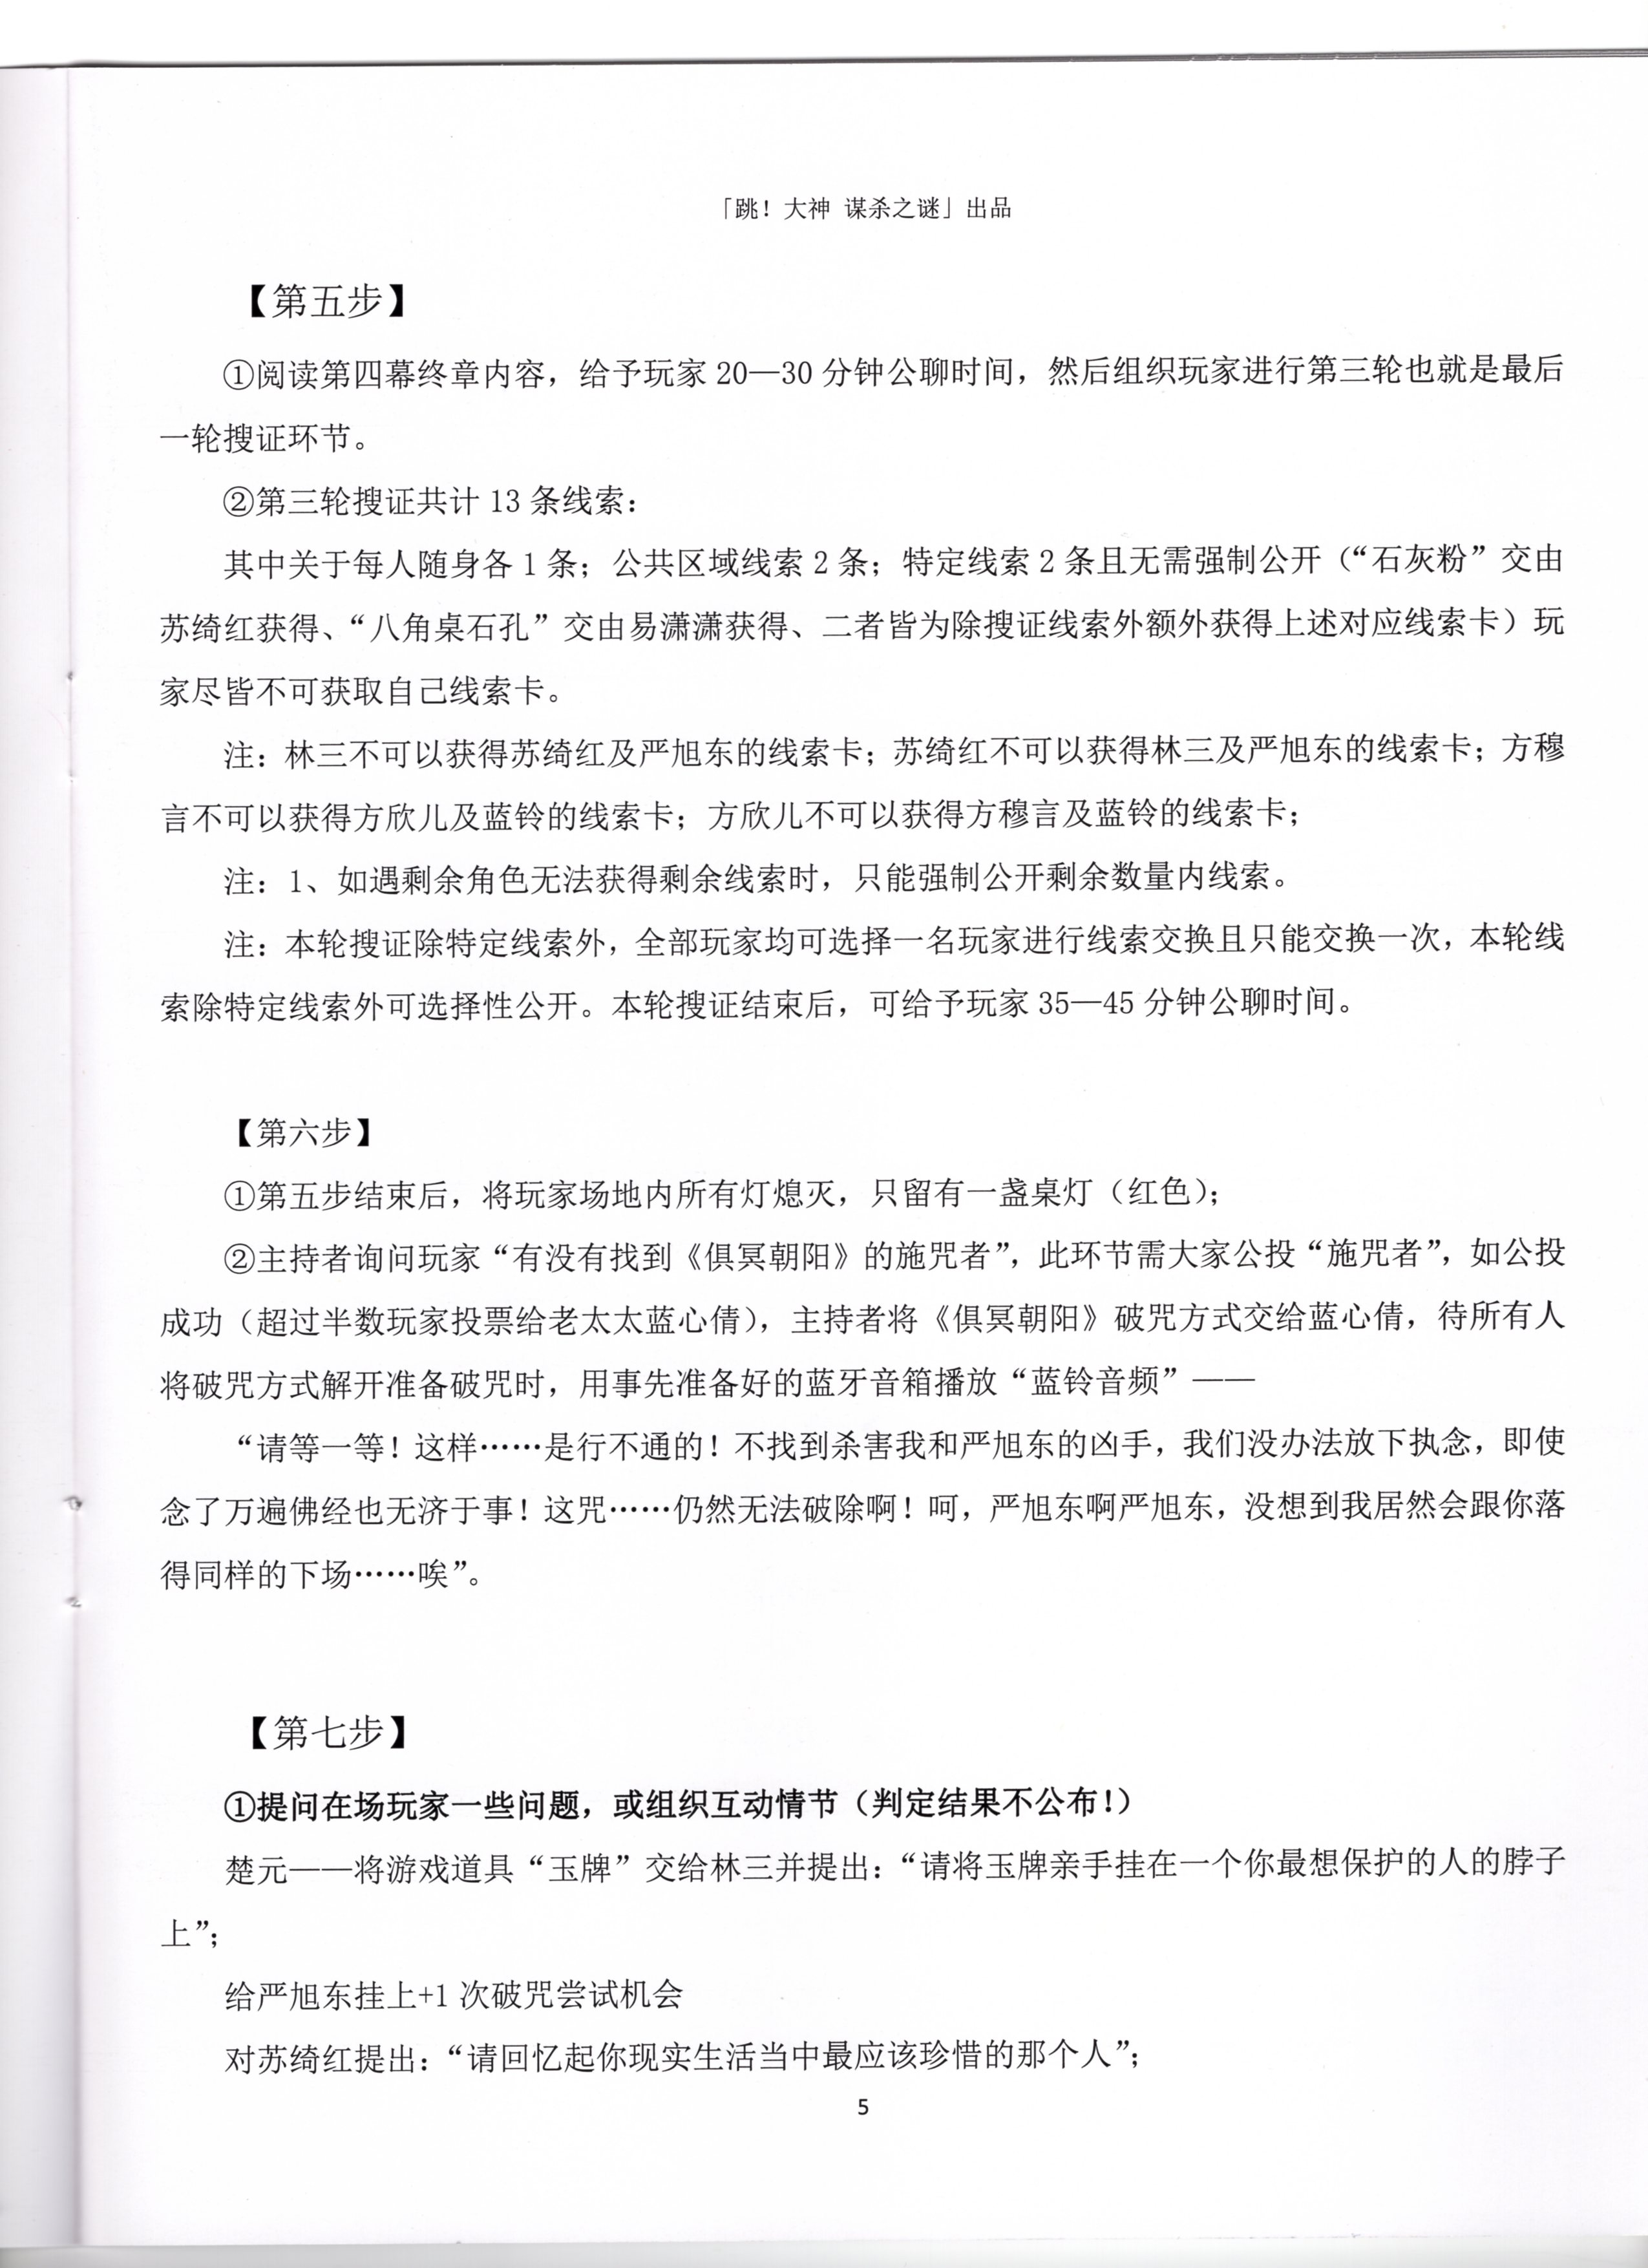 「跳！大神 谋杀之谜」出品
【第五步】
①阅读第四幕终章内容，给予玩家 20—30 分钟公聊时间，然后组织玩家进行第三轮也就是最后
一轮搜证环节。
②第三轮搜证共计 13 条线索：
其中关于每人随身各 1 条；公共区域线索 2 条；特定线索 2 条且无需强制公开（“石灰粉”交由
苏绮红获得、“八角桌石孔”交由易潇潇获得、二者皆为除搜证线索外额外获得上述对应线索卡）玩
家尽皆不可获取自己线索卡。
注：林三不可以获得苏绮红及严旭东的线索卡；苏绮红不可以获得林三及严旭东的线索卡；方穆
言不可以获得方欣儿及蓝铃的线索卡；方欣儿不可以获得方穆言及蓝铃的线索卡；
注：1、如遇剩余角色无法获得剩余线索时，只能强制公开剩余数量内线索。
注：本轮搜证除特定线索外，全部玩家均可选择一名玩家进行线索交换且只能交换一次，本轮线
索除特定线索外可选择性公开。本轮搜证结束后，可给予玩家 35—45 分钟公聊时间。
【第六步】
①第五步结束后，将玩家场地内所有灯熄灭，只留有一盏桌灯（红色）；
②主持者询问玩家“有没有找到《俱冥朝阳》的施咒者”，此环节需大家公投“施咒者”，如公投
成功（超过半数玩家投票给老太太蓝心倩），主持者将《俱冥朝阳》破咒方式交给蓝心倩，待所有人
将破咒方式解开准备破咒时，用事先准备好的蓝牙音箱播放“蓝铃音频”——
“请等一等！这样……是行不通的！不找到杀害我和严旭东的凶手，我们没办法放下执念，即使
念了万遍佛经也无济于事！这咒……仍然无法破除啊！呵，严旭东啊严旭东，没想到我居然会跟你落
得同样的下场……唉”。
【第七步】
①提问在场玩家一些问题，或组织互动情节（判定结果不公布！）
楚元——将游戏道具“玉牌”交给林三并提出：“请将玉牌亲手挂在一个你最想保护的人的脖子
上”；
给严旭东挂上+1 次破咒尝试机会
对苏绮红提出：“请回忆起你现实生活当中最应该珍惜的那个人”；
5